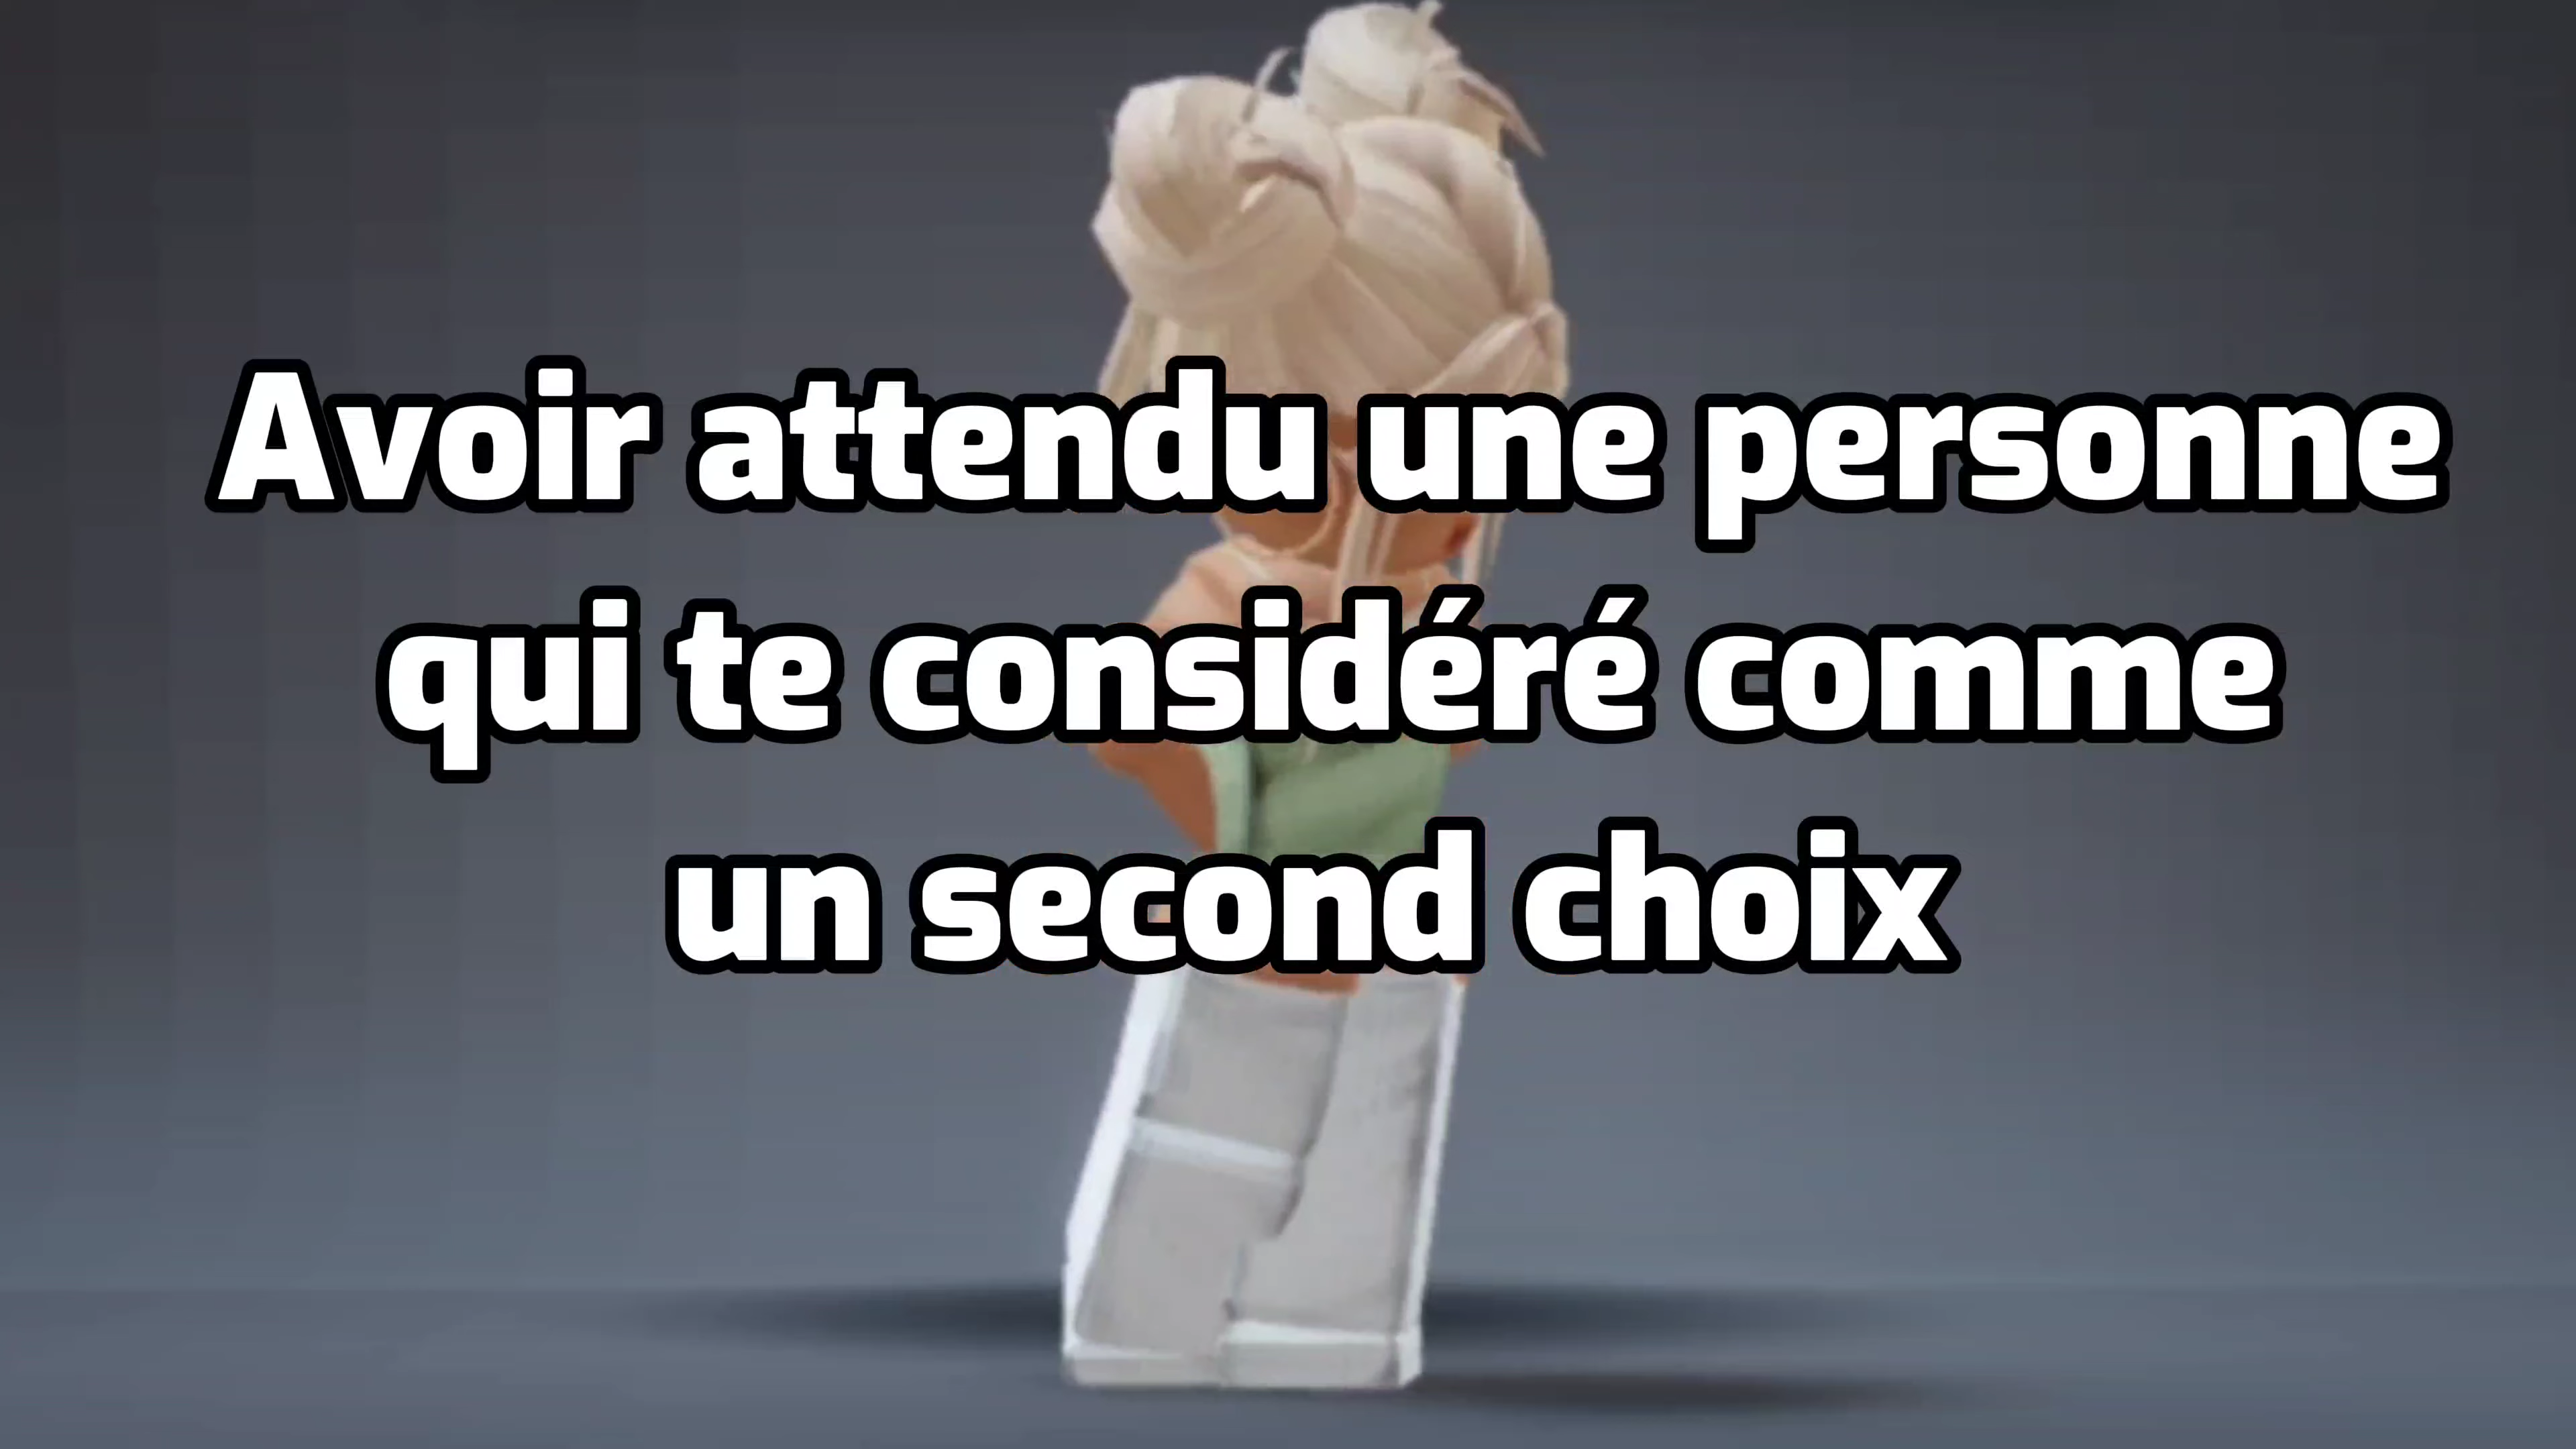 Avoir attendu une personne
qui te considéré comme
un second choix